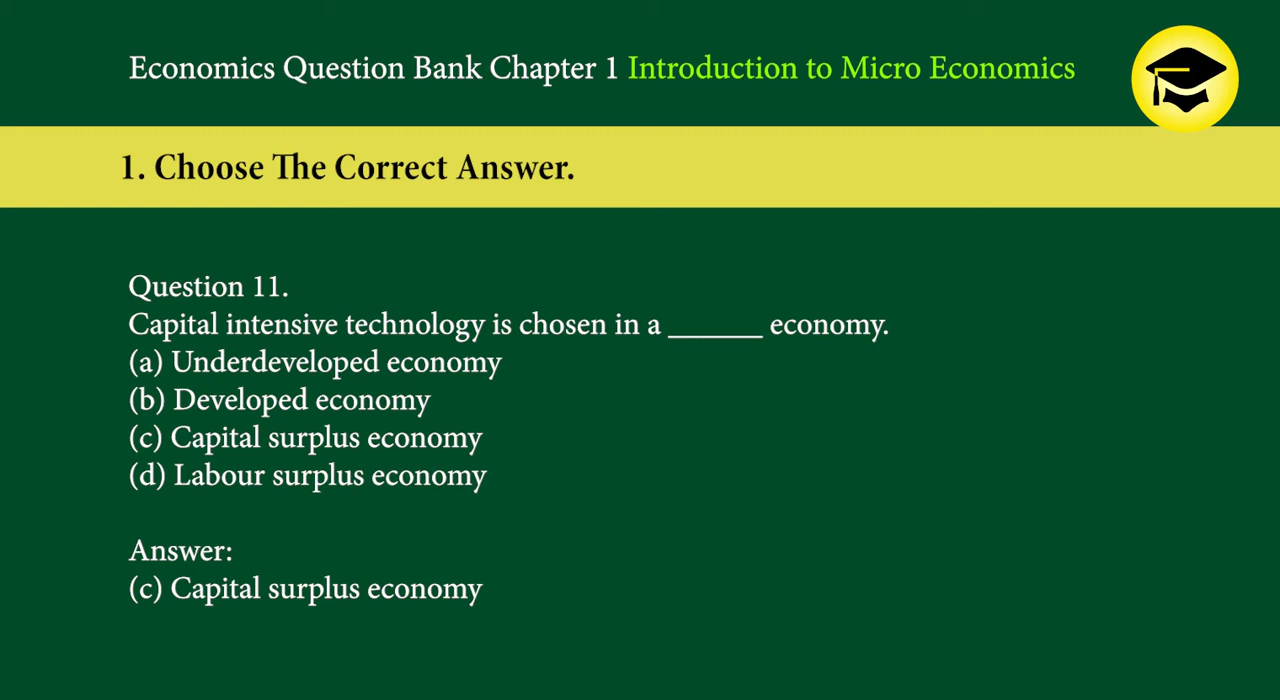 Economics Question Bank Chapter 1 Introduction to Micro Economics
1. Choose The Correct Answer.
Question 11.
Capital intensive technology is chosen in a ______ economy.
(a) Underdeveloped economy
(b) Developed economy
(c) Capital surplus economy
(d) Labour surplus economy
Answer:
(c) Capital surplus economy